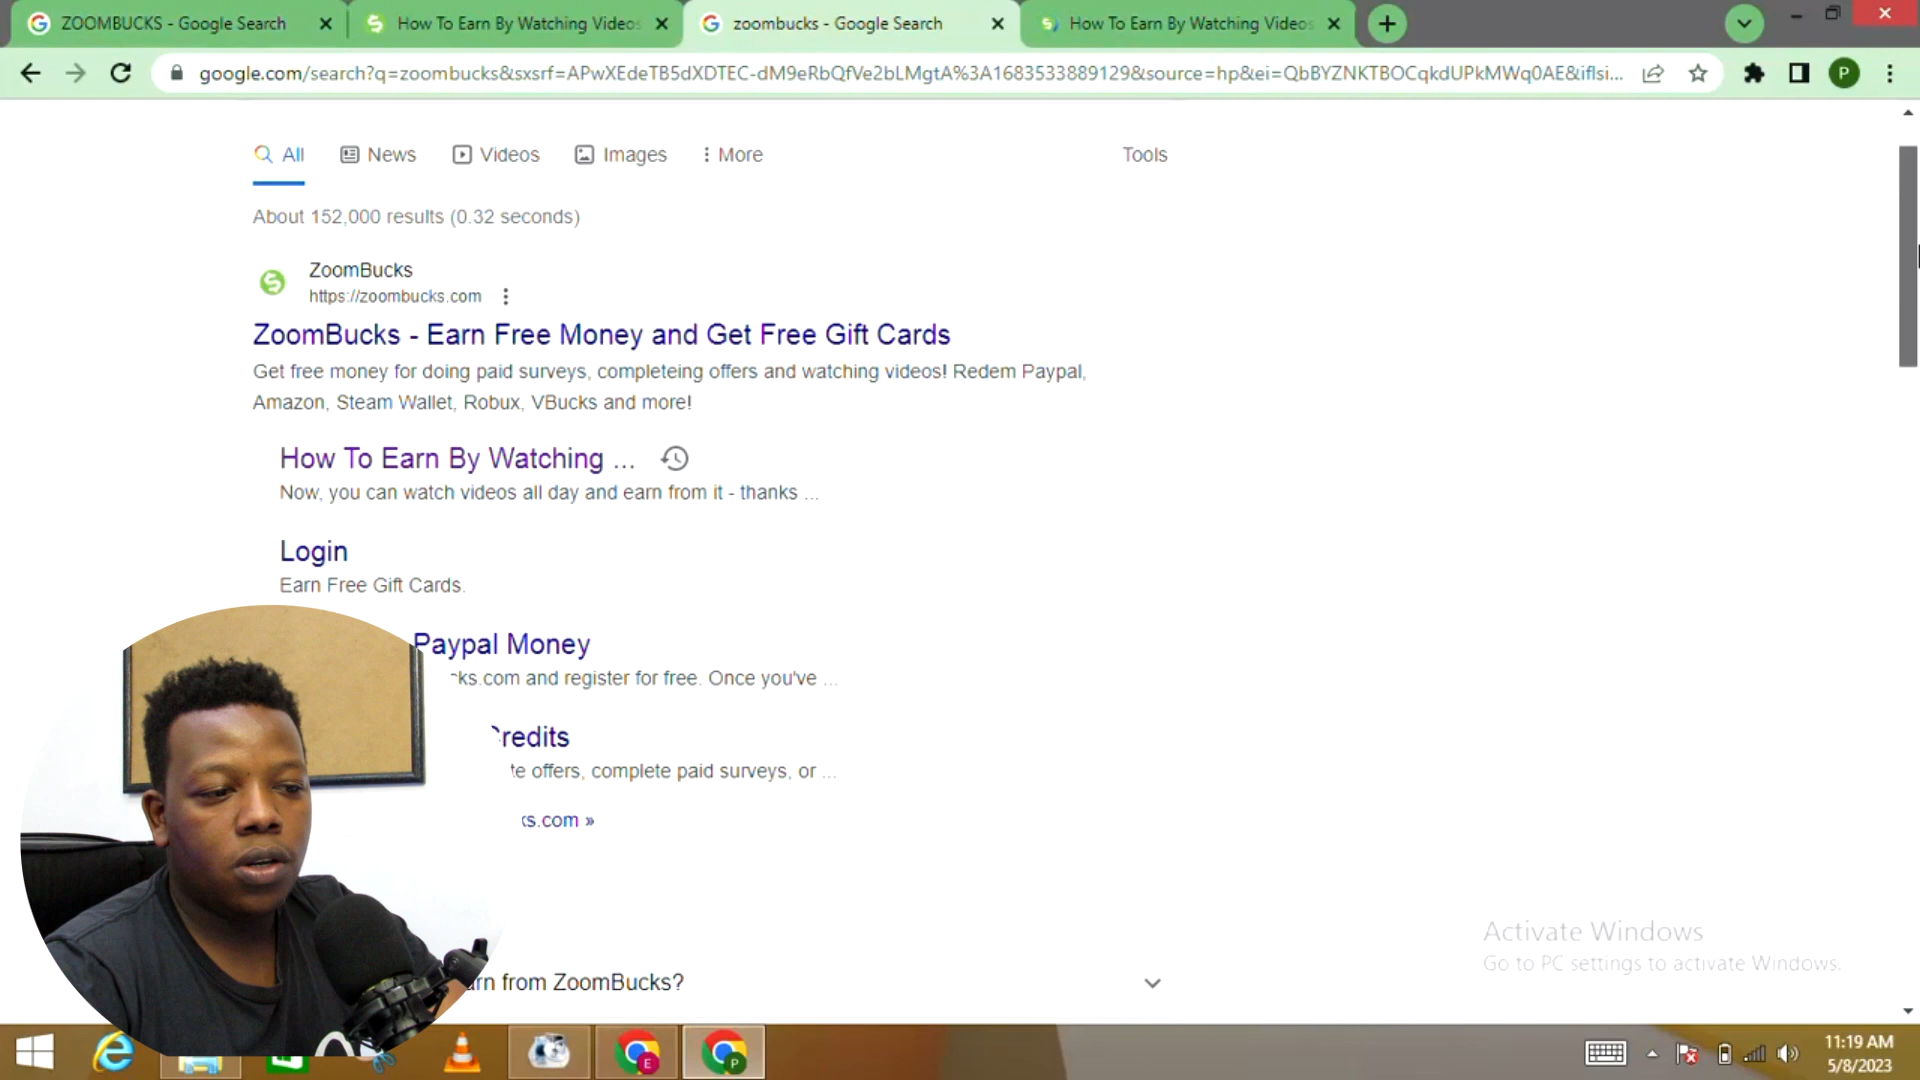 ZOOMBUCKS - Google Search
How To Earn By Watching Videos
zoombucks - Google Search
How To Earn By Watching Videos
google.com/search?q=zoombucks&sxsrf=APwXEdeTB5dXDTEC-dM9eRbQfVe2bLMgtA%3A1683533889129&source=hp&ei=QbBYZNKTBOCqkdUPkMWq0AE&iflsi...
P
All
News
Videos
Images
More
Tools
About 152,000 results (0.32 seconds)
ZoomBucks
https://zoombucks.com
ZoomBucks - Earn Free Money and Get Free Gift Cards
Get free money for doing paid surveys, completeing offers and watching videos! Redem Paypal,
Amazon, Steam Wallet, Robux, VBucks and more!
How To Earn By Watching ...
Now, you can watch videos all day and earn from it - thanks ...
Login
Earn Free Gift Cards.
Paypal Money
ks.com and register for free. Once you've ...
redits
te offers, complete paid surveys, or ...
s.com »
rn from ZoomBucks?
Activate Windows
Go to PC settings to activate Windows.
E
P
11:19 AM
5/8/2023